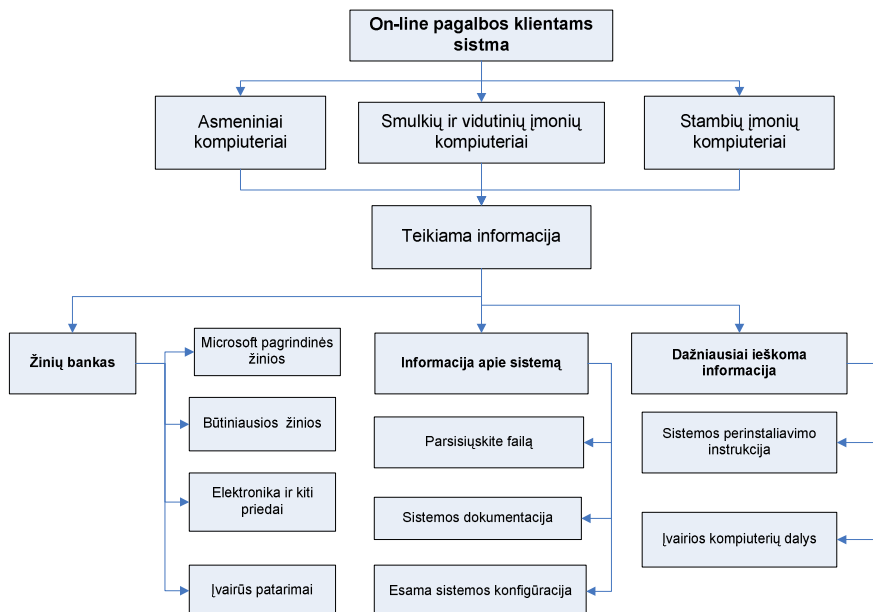 On-line pagalbos klientams
sistma
Asmeniniai
kompiuteriai
Smulkių ir vidutinių įmonių
kompiuteriai
Stambių įmonių
kompiuteriai
Teikiama informacija
Žinių bankas
Microsoft pagrindinės
žinios
Būtiniausios žinios
Elektronika ir kiti
priedai
Įvairūs patarimai
Informacija apie sistemą
Parsisiųskite failą
Sistemos dokumentacija
Esama sistemos konfigūracija
Dažniausiai ieškoma
informacija
Sistemos perinstaliavimo
instrukcija
Įvairios kompiuterių dalys